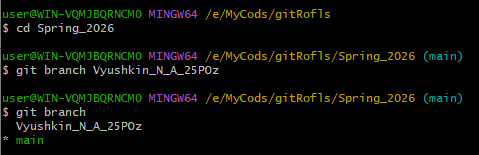 user@WIN-VQMJBQRNCMO MINGW64 /e/MyCods/gitRofls
$ cd Spring_2026
user@WIN-VQMJBQRNCMO MINGW64 /e/MyCods/gitRofls/Spring_2026 (main)
$ git branch Vyushkin_N_A_25POz
user@WIN-VQMJBQRNCMO MINGW64 /e/MyCods/gitRofls/Spring_2026 (main)
$ git branch
  Vyushkin_N_A_25POz
* main